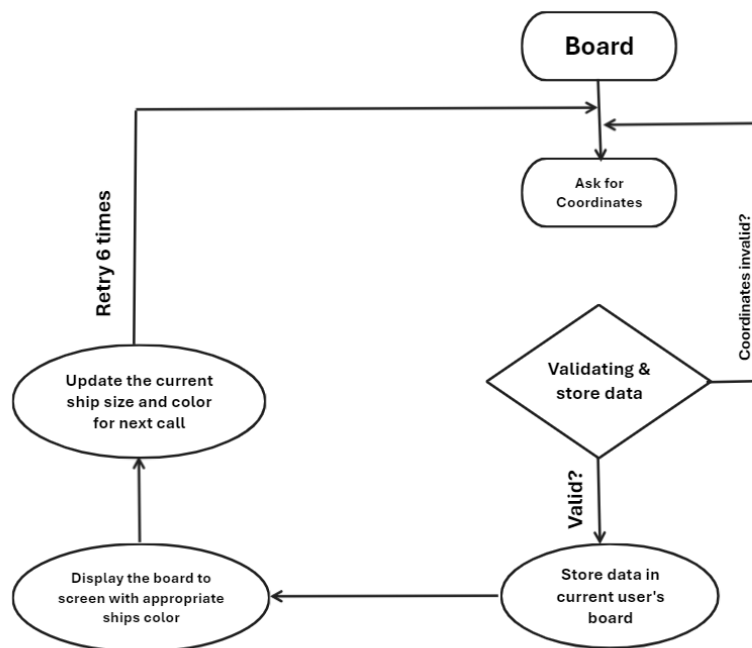 Board
Ask for
Coordinates
Retry 6 times
Coordinates invalid?
Validating &
store data
Update the current
ship size and color
for next call
Valid?
Display the board to
screen with appropriate
ships color
Store data in
current user's
board